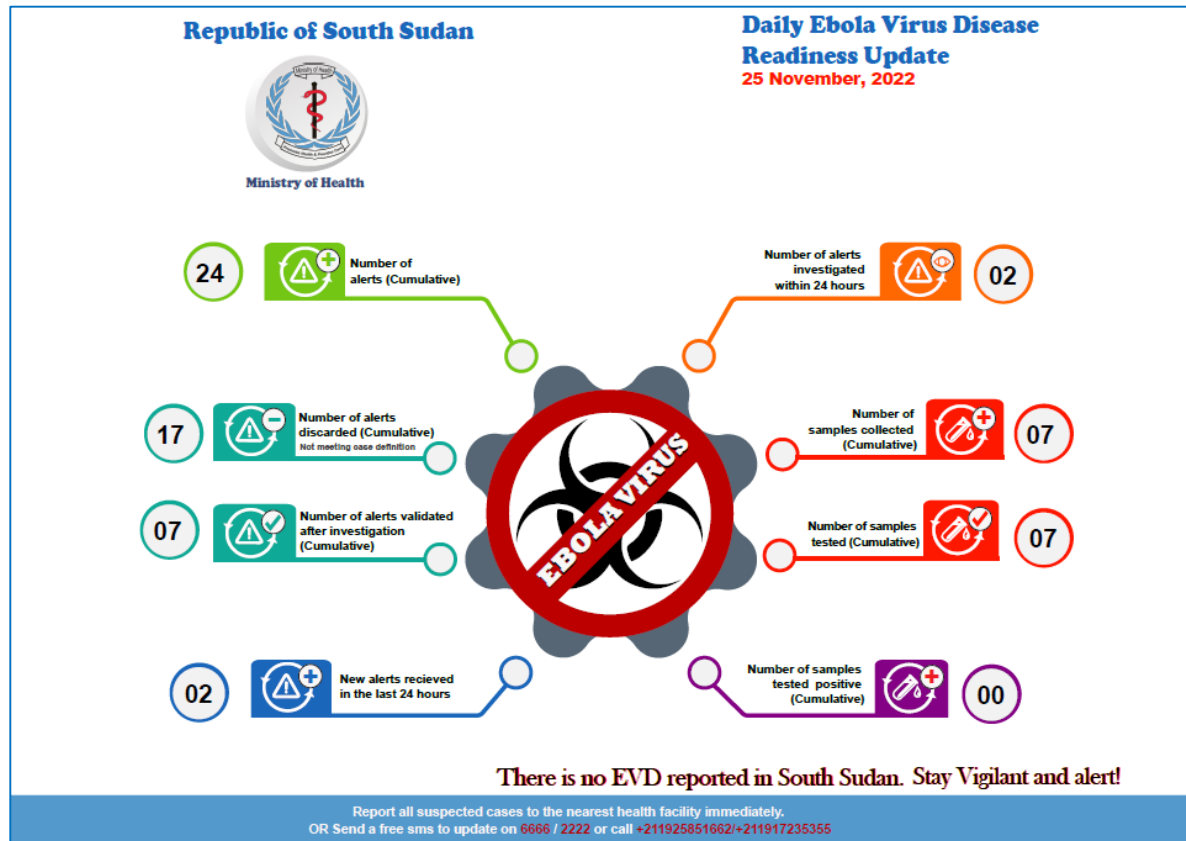 Republic of South Sudan
Ministry of Health
Ministry of Health
Daily Ebola Virus Disease
Readiness Update
25 November, 2022
24
Number of
alerts (Cumulative)
Number of alerts
investigated
within 24 hours
02
17
Number of alerts
discarded (Cumulative)
Not meeting case definition
Number of
samples collected
(Cumulative)
07
07
Number of alerts validated
after investigation
(Cumulative)
Number of samples
tested (Cumulative)
07
EBOLA VIRUS
02
New alerts recieved
in the last 24 hours
Number of samples
tested positive
(Cumulative)
00
There is no EVD reported in South Sudan. Stay Vigilant and alert!
Report all suspected cases to the nearest health facility immediately.
OR Send a free sms to update on 6666 / 2222 or call +211925851662/+211917235355